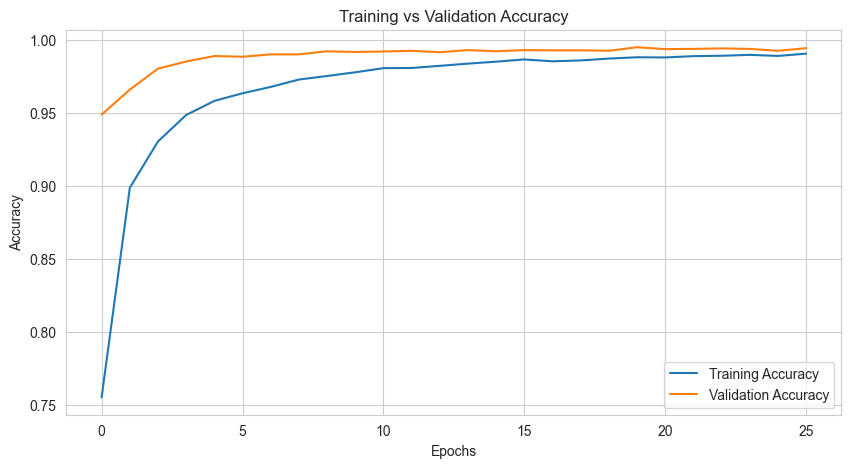 Training vs Validation Accuracy
1.00
0.95
0.90
0.85
0.80
0.75
Accuracy
Training Accuracy
Validation Accuracy
0 5 10 15 20 25
Epochs